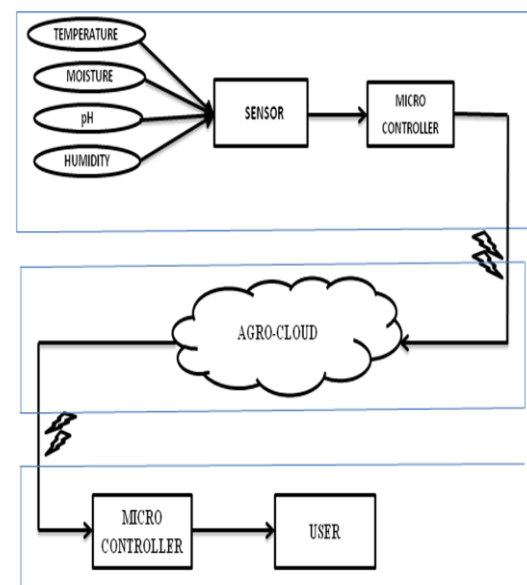 TEMPERATURE
MOISTURE
pH
HUMIDITY
SENSOR
MICRO
CONTROLLER
AGRO-CLOUD
MICRO
CONTROLLER
USER